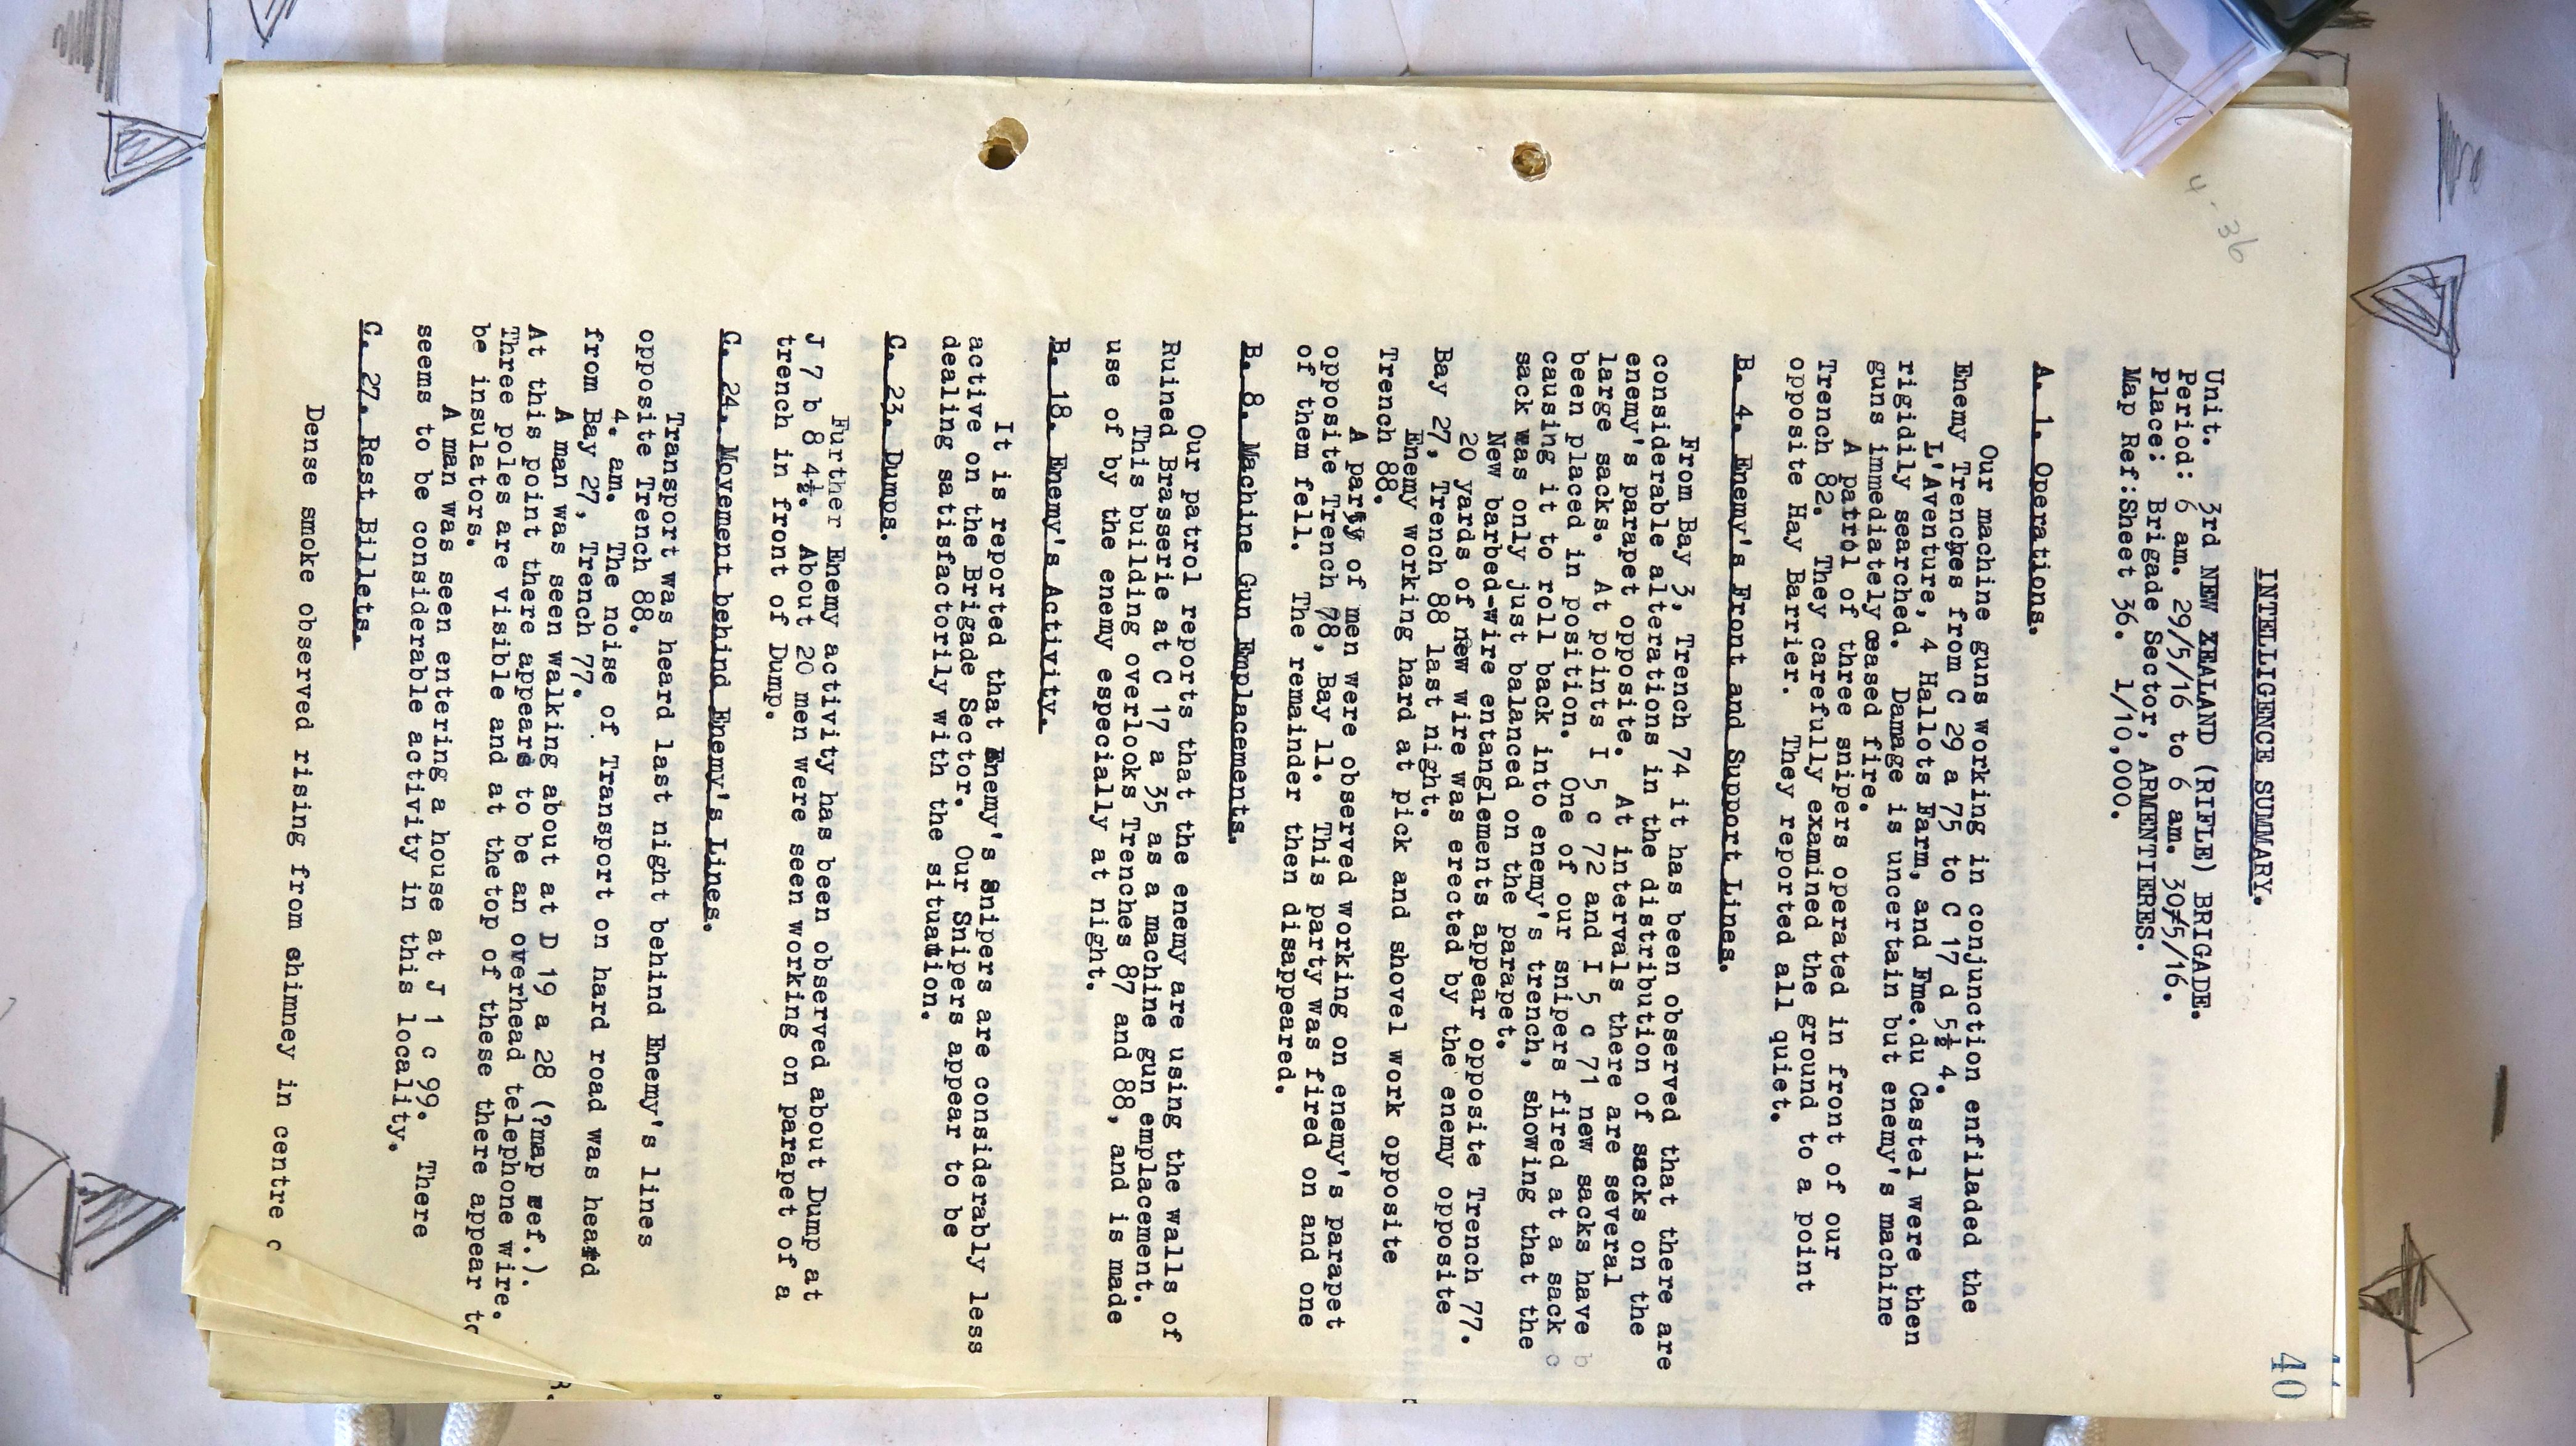 40
4.36
INTELLIGENCE SUMMARY.
Unit. 3rd NEW ZEALAND (RIFLE) BRIGADE.
Period: 6 am. 29/5/16 to 6 am. 30/5/16.
Place: Brigade Sector, ARMENTIERES.
Map Ref:Sheet 36. 1/10,000.
A. 1. Operations.
Our machine guns working in conjunction enfiladed the
Enemy Trenches from C 29 a 75 to C 17 d 5½ 4.
L'Aventure, 4 Hallots Farm, and Fme.du Castel were then
rigidily searched. Damage is uncertain but enemy's machine
guns immediately ceased fire.
A patrol of three snipers operated in front of our
Trench 82. They carefully examined the ground to a point
opposite Hay Barrier. They reported all quiet.
B. 4. Enemy's Front and Support Lines.
From Bay 3, Trench 74 it has been observed that there are
considerable alterations in the distribution of sacks on the
enemy's parapet opposite. At intervals there are several
large sacks. At points I 5 c 72 and I 5 c 71 new sacks have b
been placed in position. One of our snipers fired at a sack c
causing it to roll back into enemy's trench, showing that the
sack was only just balanced on the parapet.
New barbed-wire entanglements appear opposite Trench 77.
20 yards of new wire was erected by the enemy opposite
Bay 27, Trench 88 last night.
Enemy working hard at pick and shovel work opposite
Trench 88.
A party of men were observed working on enemy's parapet
opposite Trench 78, Bay 11. This party was fired on and one
of them fell. The remainder then disappeared.
B. 8. Machine Gun Emplacements.
Our patrol reports that the enemy are using the walls of
Ruined Brasserie at C 17 a 35 as a machine gun emplacement.
This building overlooks Trenches 87 and 88, and is made
use of by the enemy especially at night.
B. 18. Enemy's Activity.
It is reported that Enemy's Snipers are considerably less
active on the Brigade Sector. Our Snipers appear to be
dealing satisfactorily with the situation.
C. 23. Dumps.
Further Enemy activity has been observed about Dump at
J 7 b 8 4½. About 20 men were seen working on parapet of a
trench in front of Dump.
C. 24. Movement behind Enemy's Lines.
Transport was heard last night behind Enemy's lines
opposite Trench 88.
4. am. The noise of Transport on hard road was heard
from Bay 27, Trench 77.
A man was seen walking about at D 19 a 28 (?map ref.).
At this point there appears to be an overhead telephone wire.
Three poles are visible and at thetop of these there appear to
be insulators.
A man was seen entering a house at J 1 c 99. There
seems to be considerable activity in this locality.
C. 27. Rest Billets.
Dense smoke observed rising from chimney in centre